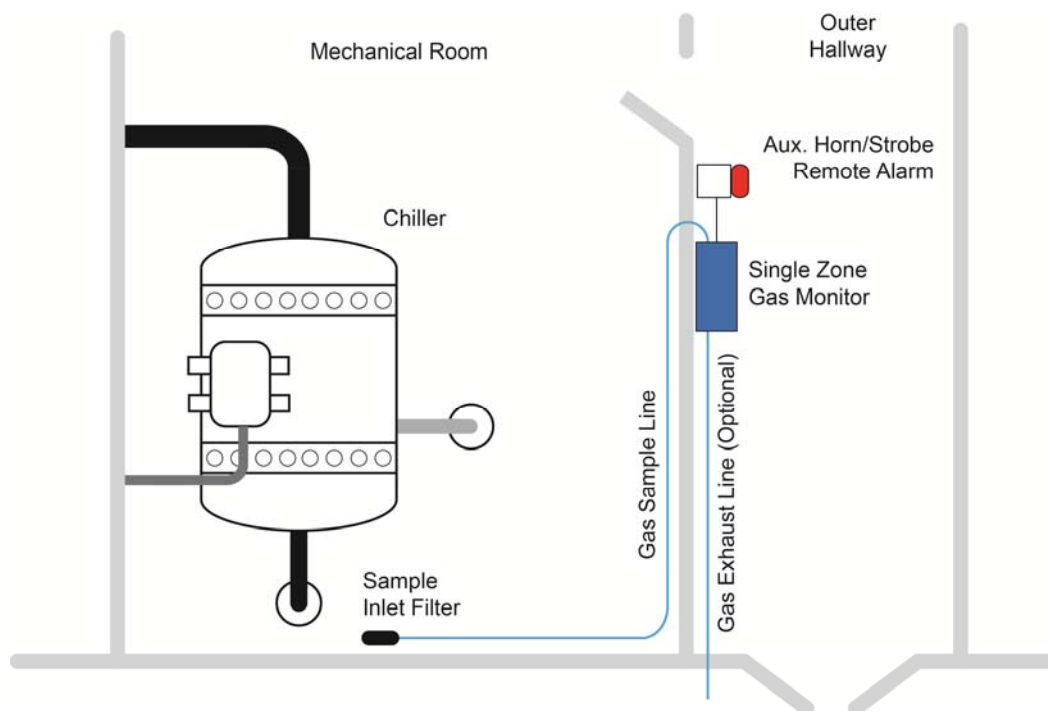 Mechanical Room
Outer
Hallway
Aux. Horn/Strobe
Remote Alarm
Chiller
Single Zone
Gas Monitor
Gas Sample Line
Gas Exhaust Line (Optional)
Sample
Inlet Filter